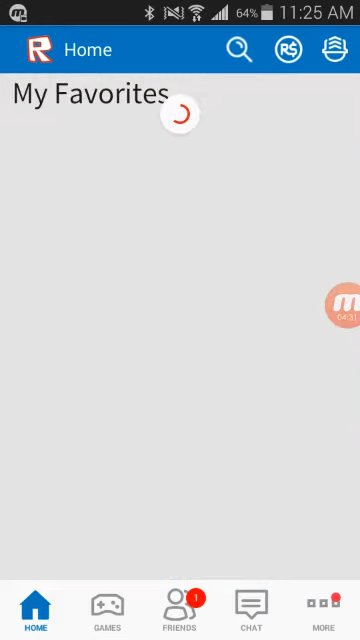 64% 11:25 AM
R Home R$
My Favorites
04:31
1
HOME GAMES FRIENDS CHAT MORE